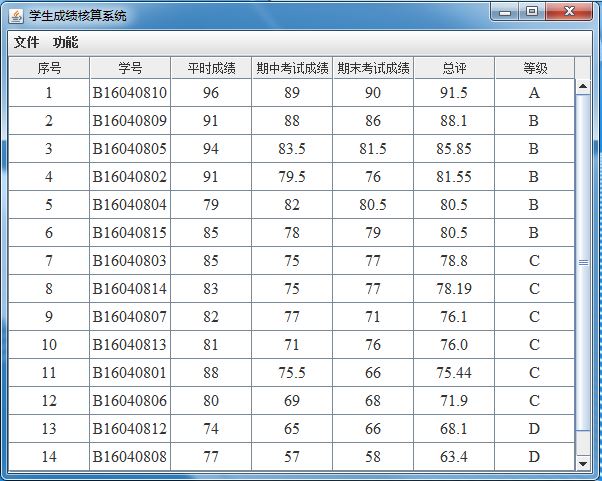 学生成绩核算系统
文件 功能
序号 学号 平时成绩 期中考试成绩 期末考试成绩 总评 等级
1 B16040810 96 89 90 91.5 A
2 B16040809 91 88 86 88.1 B
3 B16040805 94 83.5 81.5 85.85 B
4 B16040802 91 79.5 76 81.55 B
5 B16040804 79 82 80.5 80.5 B
6 B16040815 85 78 79 80.5 B
7 B16040803 85 75 77 78.8 C
8 B16040814 83 75 77 78.19 C
9 B16040807 82 77 71 76.1 C
10 B16040813 81 71 76 76.0 C
11 B16040801 88 75.5 66 75.44 C
12 B16040806 80 69 68 71.9 C
13 B16040812 74 65 66 68.1 D
14 B16040808 77 57 58 63.4 D